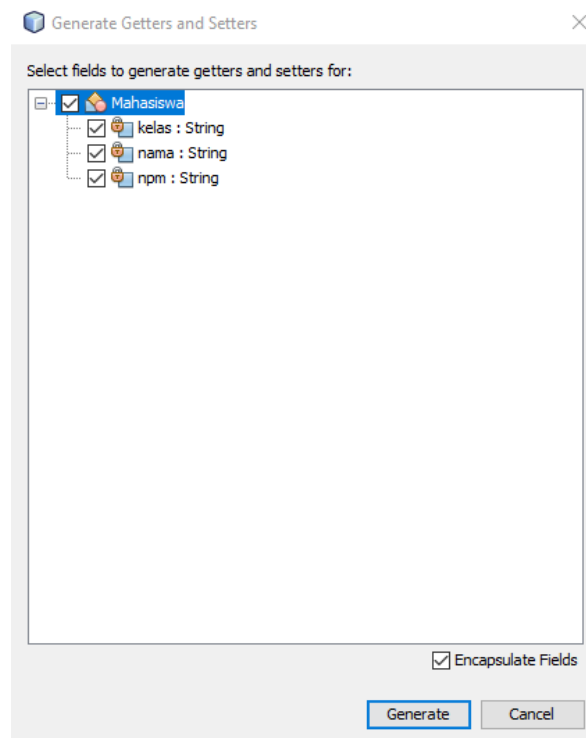 Generate Getters and Setters
Select fields to generate getters and setters for:
Mahasiswa
kelas : String
nama : String
npm : String
Encapsulate Fields
Generate Cancel